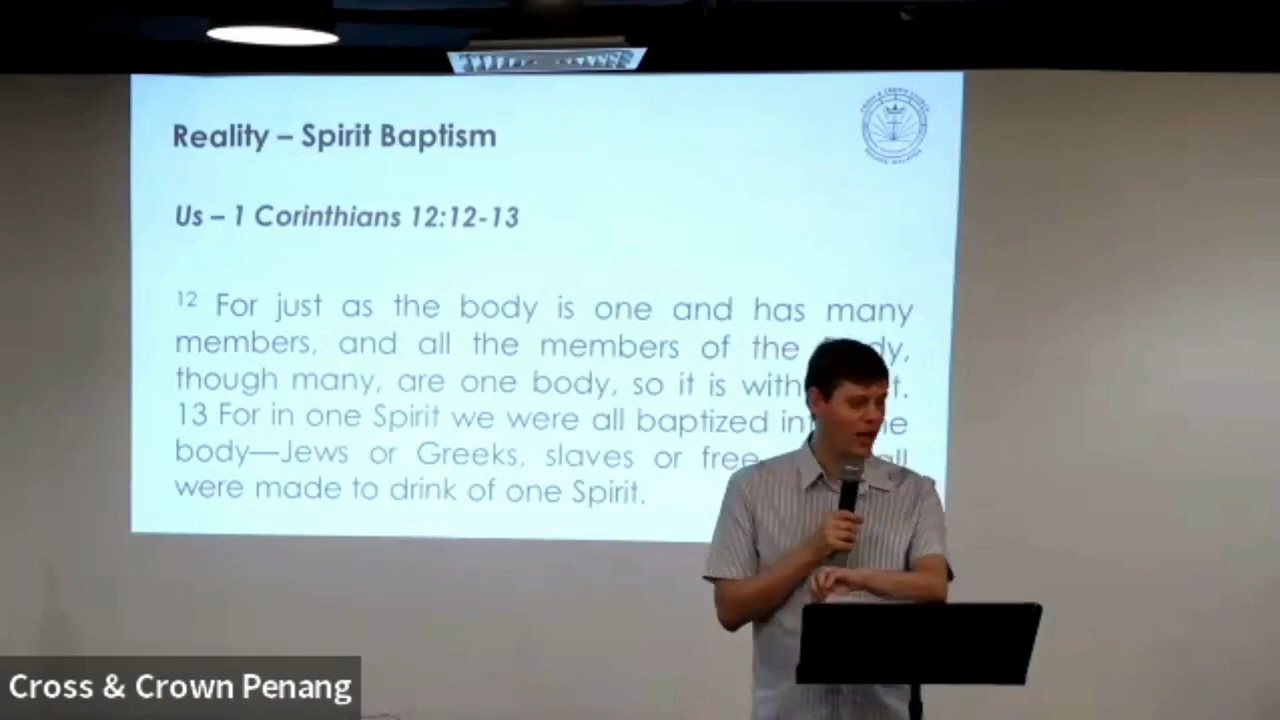 Reality – Spirit Baptism
Us – 1 Corinthians 12:12-13
12 For just as the body is one and has many
members, and all the members of the
though many, are one body, so it is
13 For in one Spirit we were all baptized
body—Jews or Greeks, slaves or free
were made to drink of one Spirit.
Cross & Crown Penang